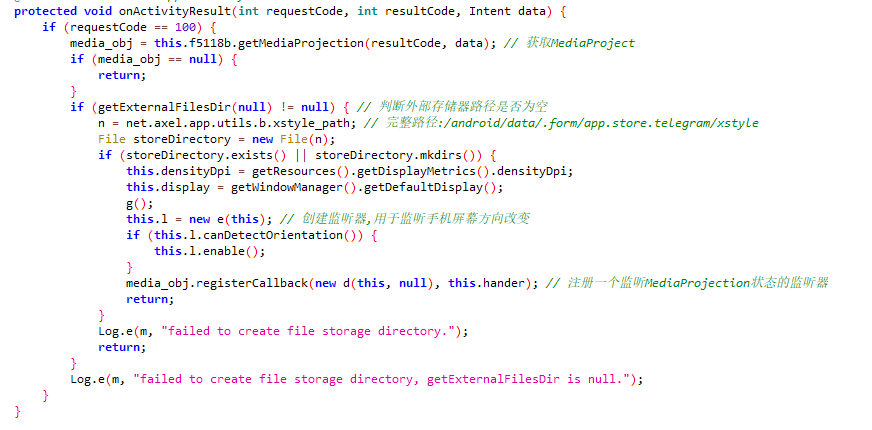 protected void onActivityResult(int requestCode, int resultCode, Intent data) {
if (requestCode == 100) {
media_obj = this.f5118b.getMediaProjection(resultCode, data); // 获取MediaProject
if (media_obj == null) {
return;
}
if (getExternalFilesDir(null) != null) { // 判断外部存储器路径是否为空
n = net.axel.app.utils.b.xstyle_path; // 完整路径:/android/data/.form/app.store.telegram/xstyle
File storeDirectory = new File(n);
if (storeDirectory.exists() || storeDirectory.mkdirs()) {
this.densityDpi = getResources().getDisplayMetrics().densityDpi;
this.display = getWindowManager().getDefaultDisplay();
g();
this.l = new e(this); // 创建监听器,用于监听手机屏幕方向改变
if (this.l.canDetectOrientation()) {
this.l.enable();
}
media_obj.registerCallback(new d(this, null), this.hander); // 注册一个监听MediaProjection状态的监听器
return;
}
Log.e(m, "failed to create file storage directory.");
return;
}
Log.e(m, "failed to create file storage directory, getExternalFilesDir is null.");
}
}